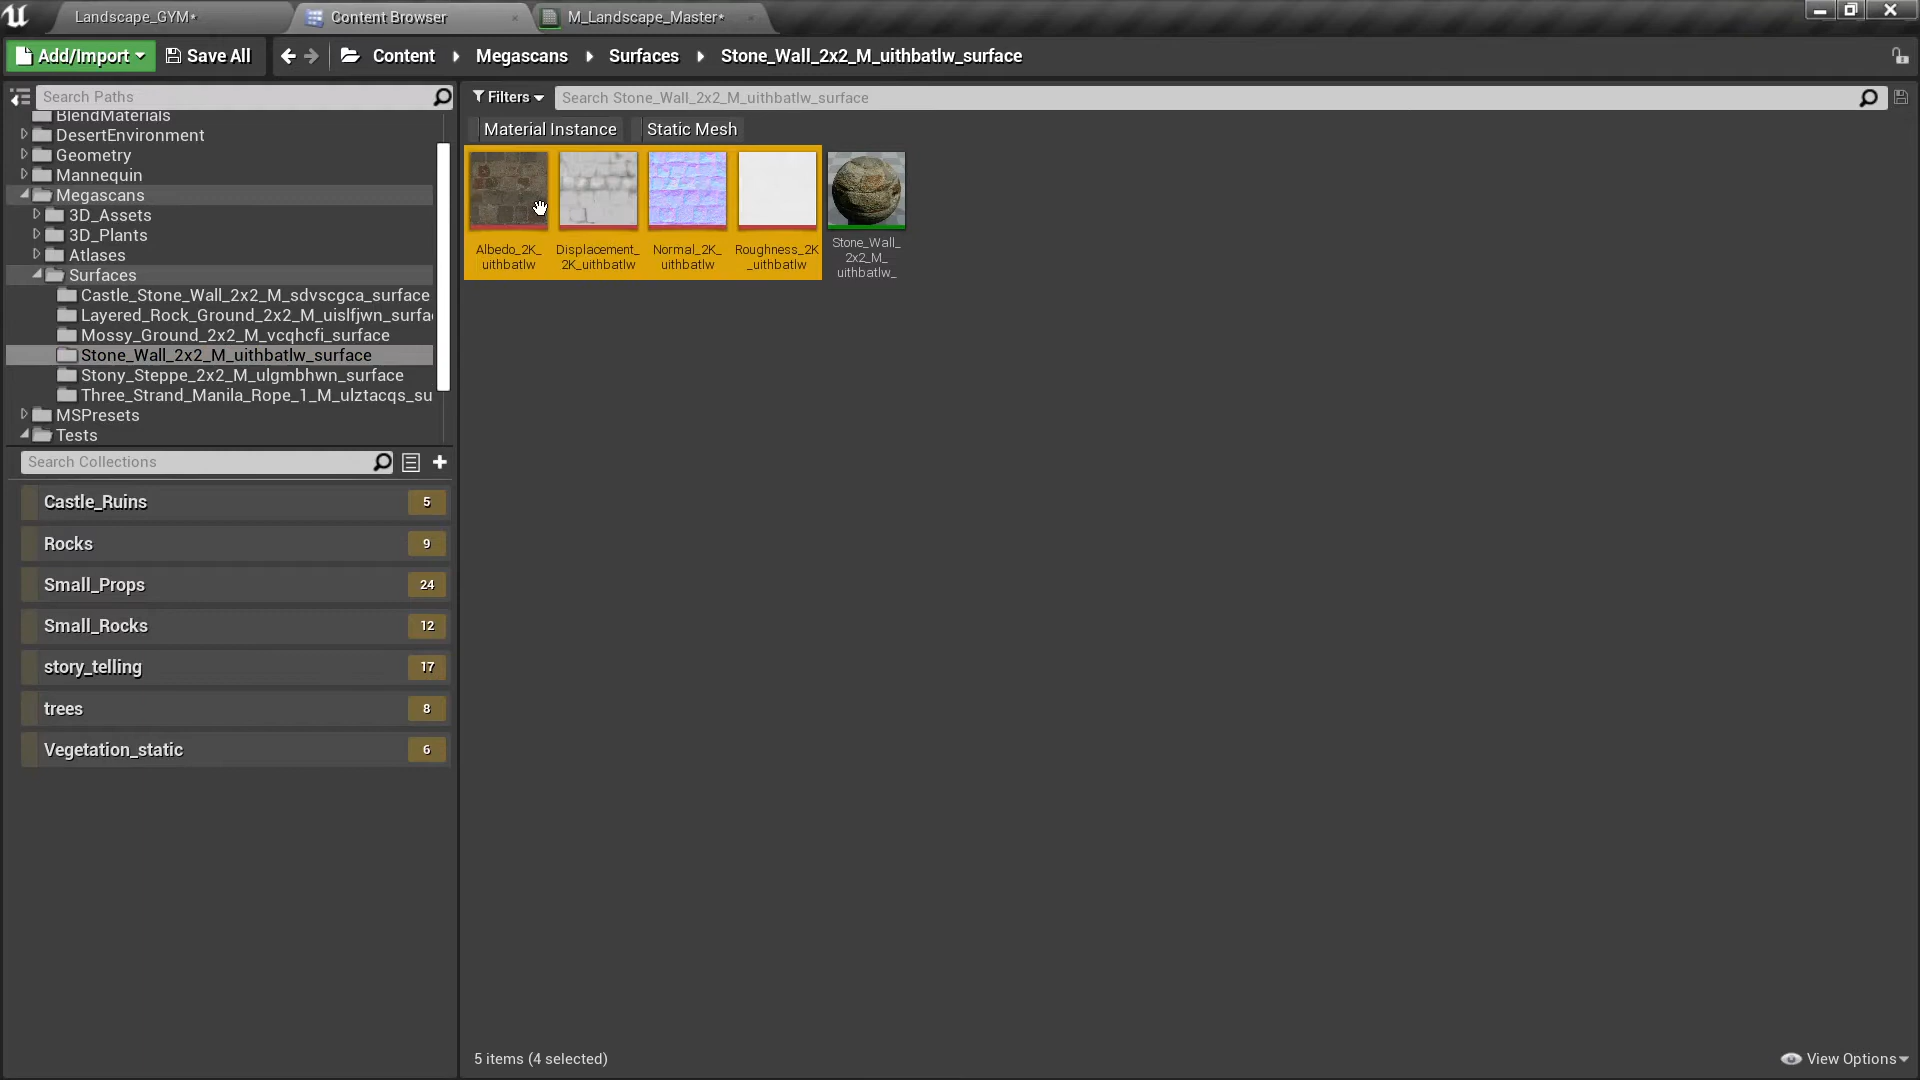 Landscape_GYM*
Content Browser
M_Landscape_Master*
Add/Import
Save All
Content
Megascans
Surfaces
Stone_Wall_2x2_M_uithbatlw_surface
Search Paths
BlendMaterials
DesertEnvironment
Geometry
Mannequin
Megascans
3D_Assets
3D_Plants
Atlases
Surfaces
Castle_Stone_Wall_2x2_M_sdvscgca_surface
Layered_Rock_Ground_2x2_M_uislfjwn_surfa
Mossy_Ground_2x2_M_vcqhcfi_surface
Stone_Wall_2x2_M_uithbatlw_surface
Stony_Steppe_2x2_M_ulgmbhwn_surface
Three_Strand_Manila_Rope_1_M_ulztacqs_su
MSPresets
Tests
Search Collections
Castle_Ruins 5
Rocks 9
Small_Props 24
Small_Rocks 12
story_telling 17
trees 8
Vegetation_static 6
Filters
Search Stone_Wall_2x2_M_uithbatlw_surface
Material Instance
Static Mesh
Albedo_2K_
uithbatlw
Displacement_
2K_uithbatlw
Normal_2K_
uithbatlw
Roughness_2K
_uithbatlw
Stone_Wall_
2x2_M_
uithbatlw_
5 items (4 selected)
View Options